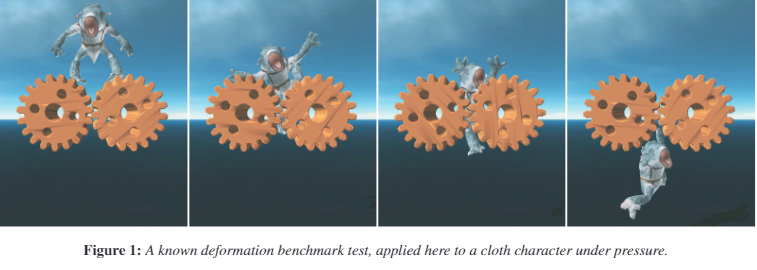 Figure 1: A known deformation benchmark test, applied here to a cloth character under pressure.